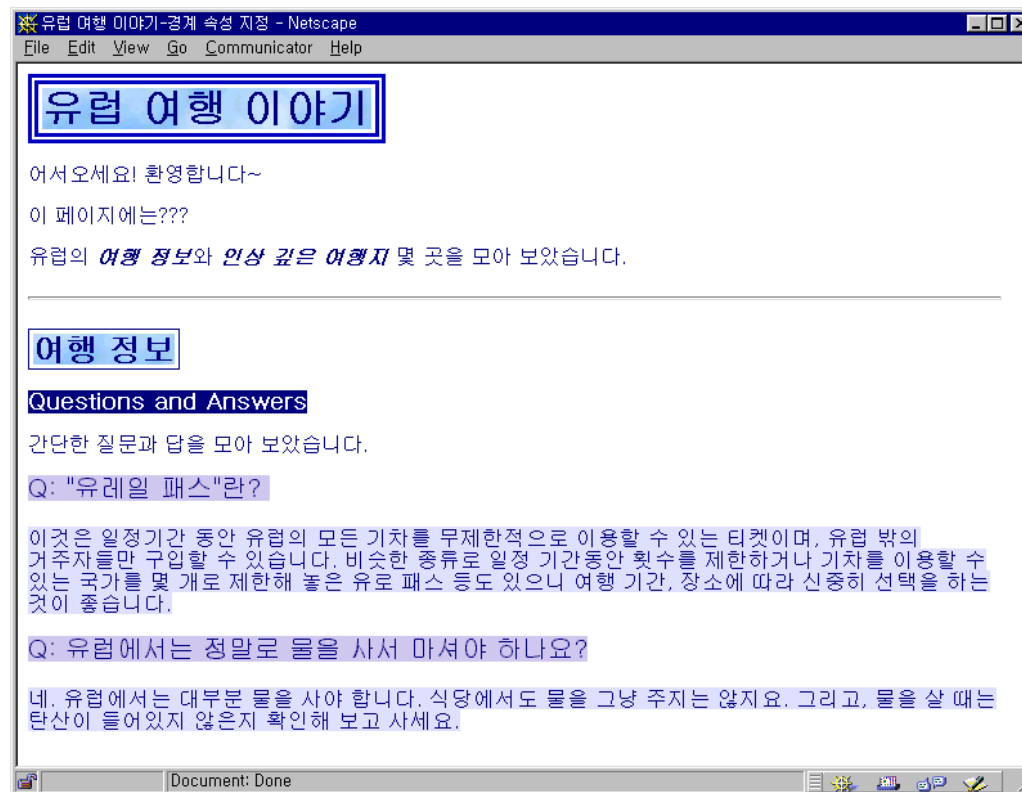 유럽 여행 이야기-경계 속성 지정 - Netscape
File Edit View Go Communicator Help
유럽 여행 이야기
어서오세요! 환영합니다~
이 페이지에는???
유럽의 여행 정보와 인상 깊은 여행지 몇 곳을 모아 보았습니다.
여행 정보
Questions and Answers
간단한 질문과 답을 모아 보았습니다.
Q: "유레일 패스"란?
이것은 일정기간 동안 유럽의 모든 기차를 무제한적으로 이용할 수 있는 티켓이며, 유럽 밖의
거주자들만 구입할 수 있습니다. 비슷한 종류로 일정 기간동안 횟수를 제한하거나 기차를 이용할 수
있는 국가를 몇 개로 제한해 놓은 유로 패스 등도 있으니 여행 기간, 장소에 따라 신중히 선택을 하는
것이 좋습니다.
Q: 유럽에서는 정말로 물을 사서 마셔야 하나요?
네. 유럽에서는 대부분 물을 사야 합니다. 식당에서도 물을 그냥 주지는 않지요. 그리고, 물을 살 때는
탄산이 들어있지 않은지 확인해 보고 사세요.
Document: Done